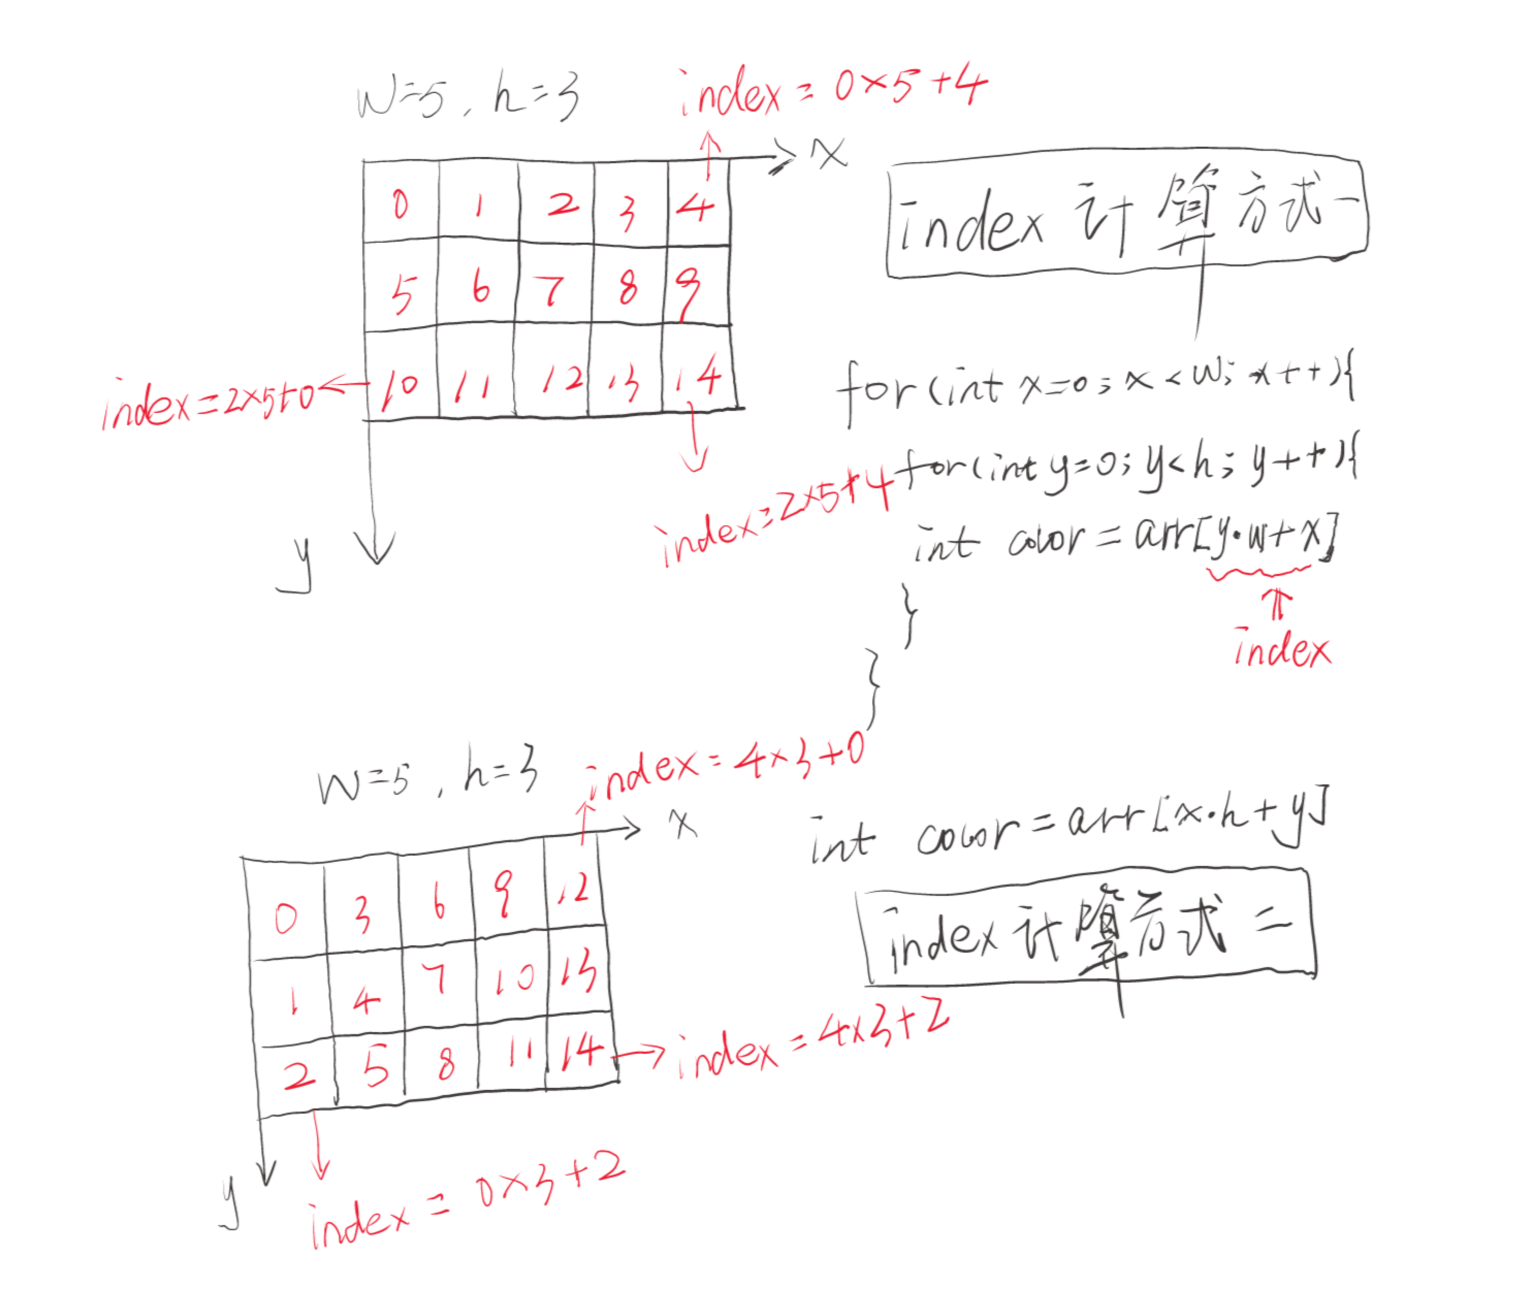 w=5, h=3
index = 0×5+4
x
0 1 2 3 4
5 6 7 8 9
10 11 12 13 14
index=2×5+0
index=2×5+4
y
index 计算方式一
for(int x=0; x<w; x++){
for(int y=0; y<h; y++){
int color = arr[y·w+x]
index
}
}
w=5, h=3
index = 4×3+0
x
0 3 6 9 12
1 4 7 10 13
2 5 8 11 14
index = 4×3+2
y
index = 0×3+2
int color = arr[x·h+y]
index 计算方式二